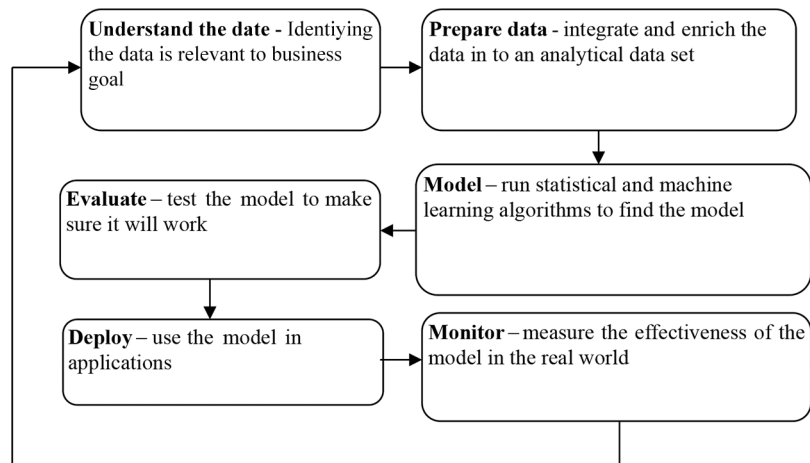 Understand the date - Identiying
the data is relevant to business
goal
Prepare data - integrate and enrich the
data in to an analytical data set
Model – run statistical and machine
learning algorithms to find the model
Evaluate – test the model to make
sure it will work
Deploy – use the model in
applications
Monitor – measure the effectiveness of the
model in the real world